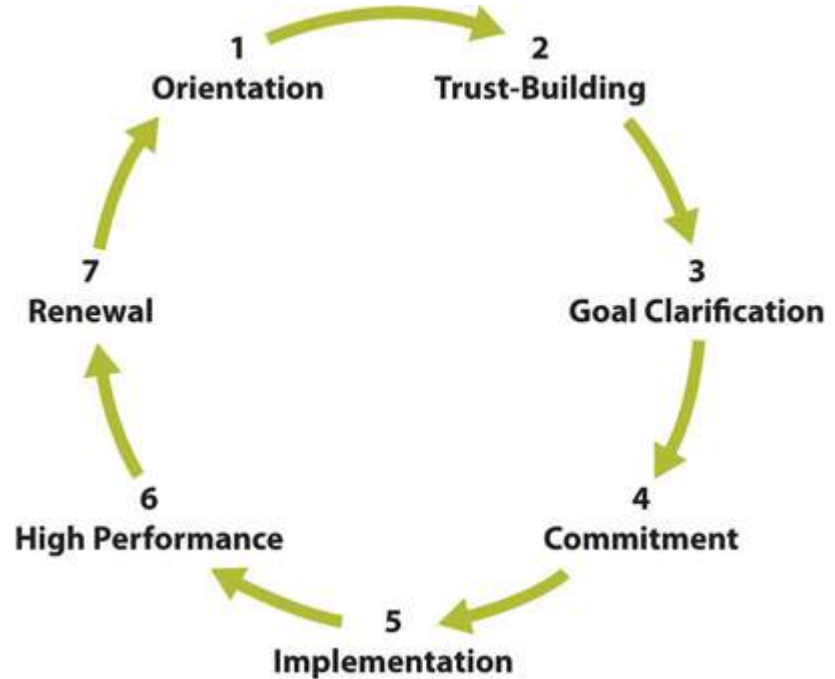 1
Orientation
2
Trust-Building
3
Goal Clarification
4
Commitment
5
Implementation
6
High Performance
7
Renewal